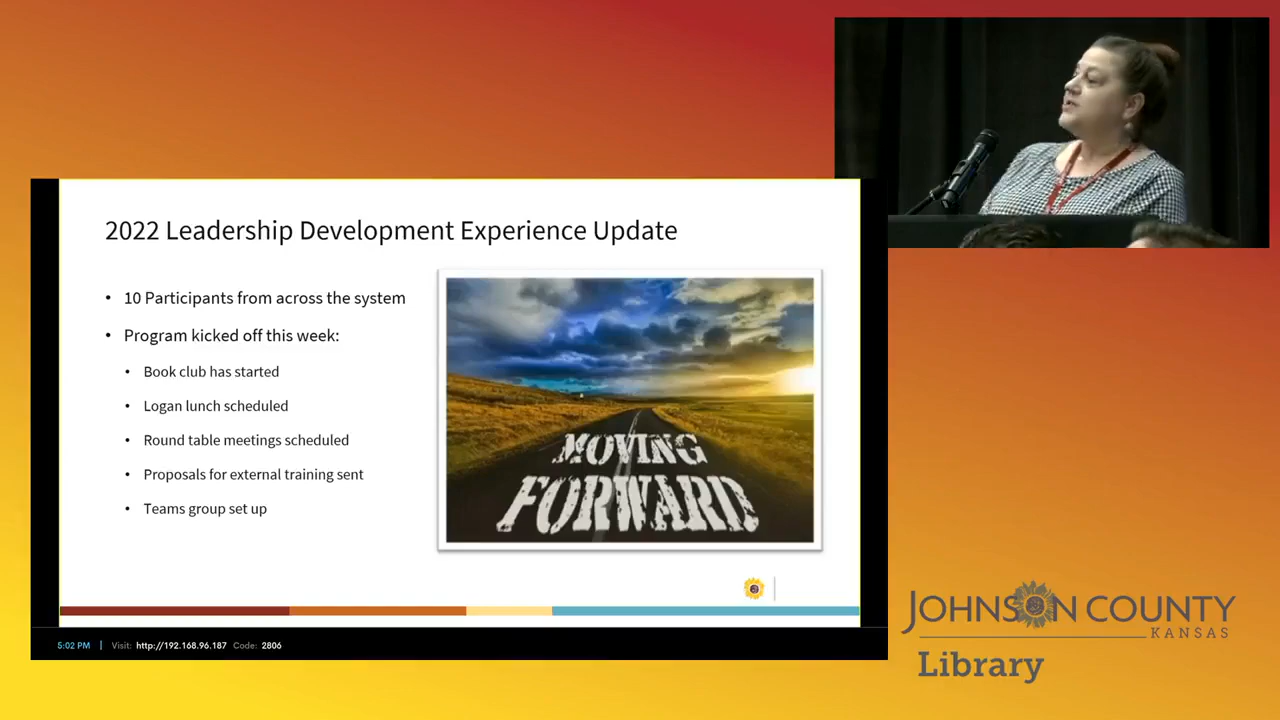 2022 Leadership Development Experience Update
• 10 Participants from across the system
• Program kicked off this week:
• Book club has started
• Logan lunch scheduled
• Round table meetings scheduled
• Proposals for external training sent
• Teams group set up
MOVING
FORWARD
5:02 PM | Visit: http://192.168.96.187 Code: 2806
JOHNSON COUNTY
KANSAS
Library